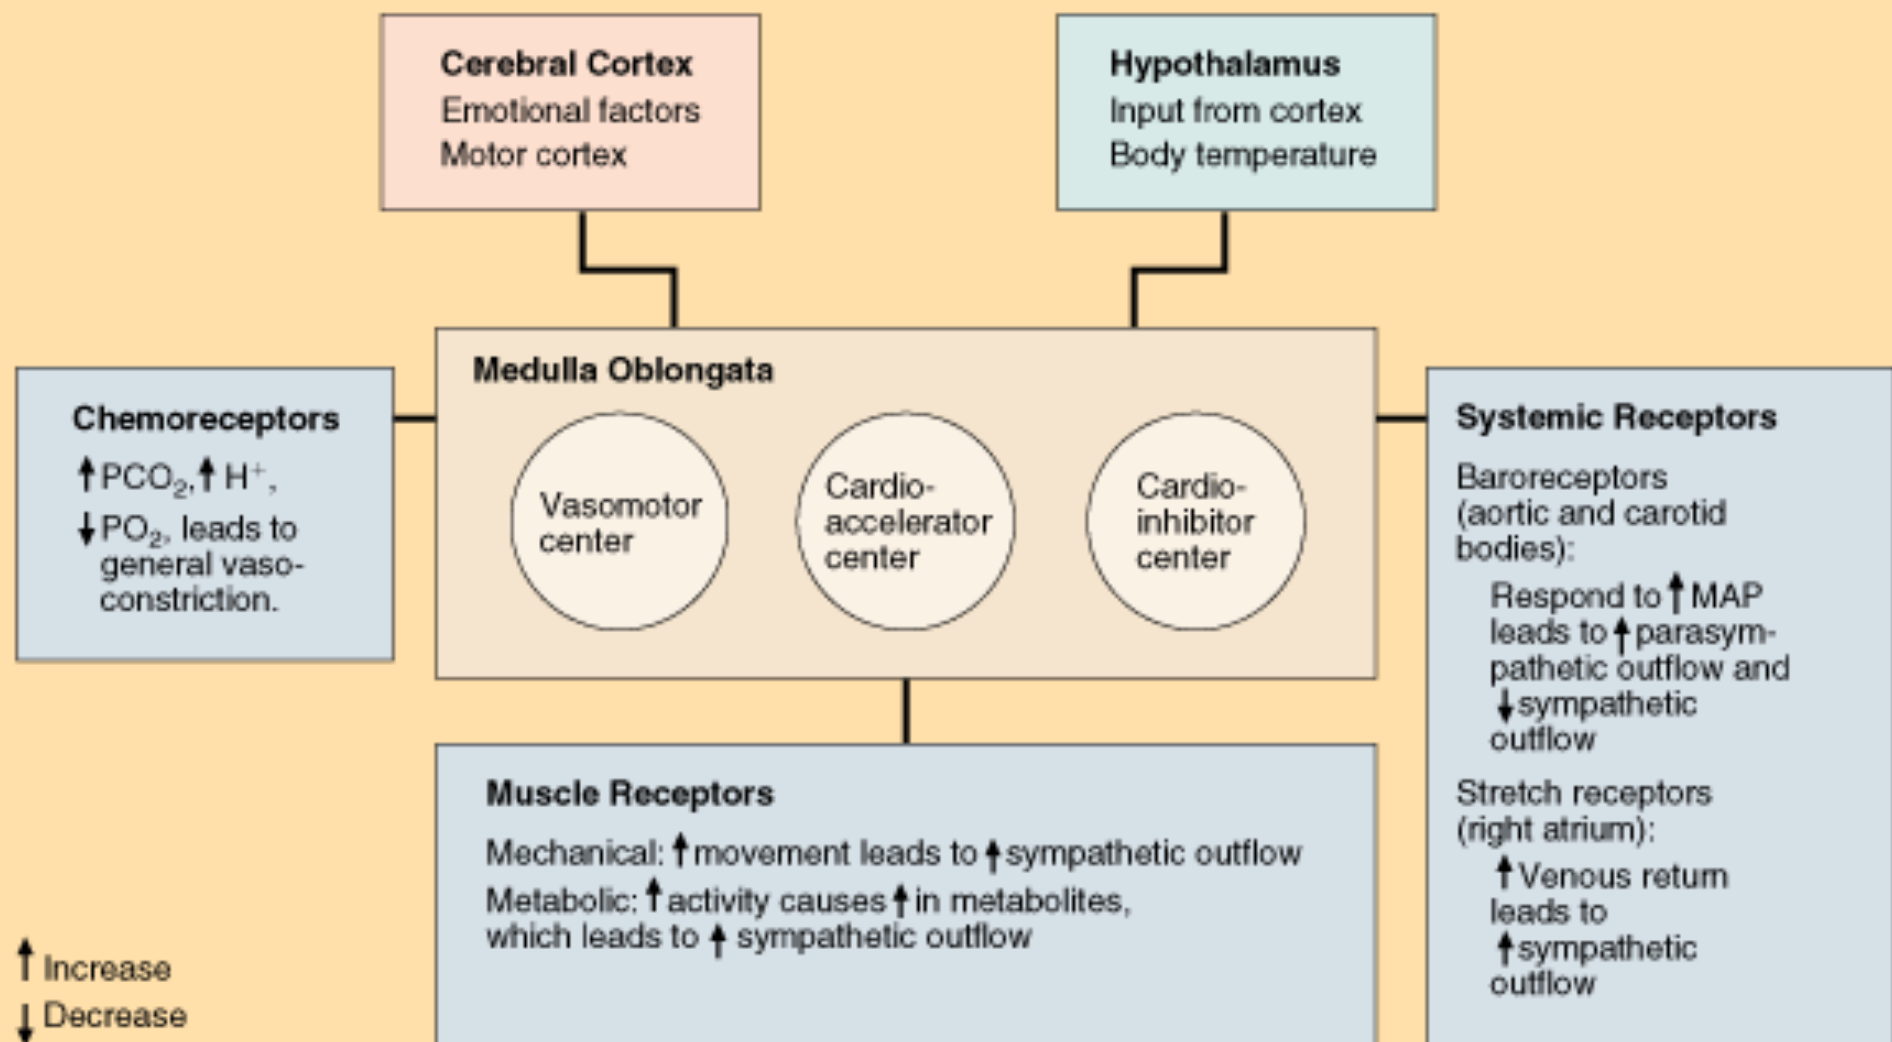 Cerebral Cortex
Emotional factors
Motor cortex
Hypothalamus
Input from cortex
Body temperature
Medulla Oblongata
Vasomotor
center
Cardio-
accelerator
center
Cardio-
inhibitor
center
Chemoreceptors
↑PCO₂,↑H⁺,
↓PO₂, leads to
general vaso-
constriction.
Systemic Receptors
Baroreceptors
(aortic and carotid
bodies):
Respond to ↑MAP
leads to ↑parasym-
pathetic outflow and
↓sympathetic
outflow
Stretch receptors
(right atrium):
↑Venous return
leads to
↑sympathetic
outflow
Muscle Receptors
Mechanical: ↑movement leads to ↑sympathetic outflow
Metabolic: ↑activity causes ↑in metabolites,
which leads to ↑ sympathetic outflow
↑ Increase
↓ Decrease